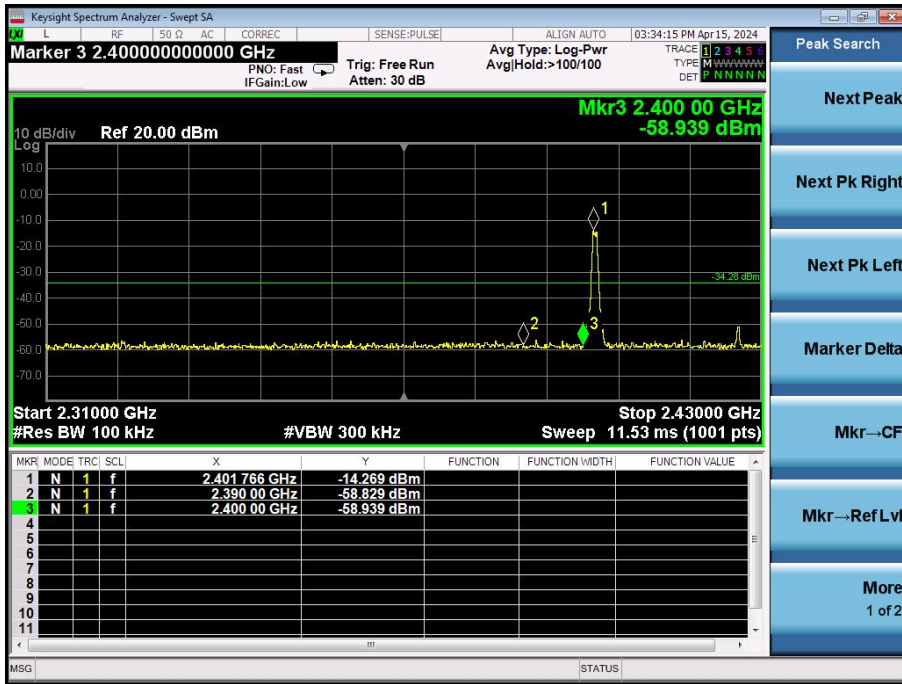 Keysight Spectrum Analyzer - Swept SA
LXI L RF 50 Ω AC CORREC SENSE:PULSE ALIGN AUTO 03:34:15 PM Apr 15, 2024
Marker 3 2.400000000000 GHz
PNO: Fast
IFGain:Low
Trig: Free Run
Atten: 30 dB
Avg Type: Log-Pwr
Avg|Hold:>100/100
TRACE 1 2 3 4 5 6
TYPE M WWWWW
DET P N N N N N
Mkr3 2.400 00 GHz
-58.939 dBm
10 dB/div Ref 20.00 dBm
Log
10.0
0.00
-10.0
-20.0
-30.0
-40.0
-50.0
-60.0
-70.0
1
-34.28 dBm
2
3
Start 2.31000 GHz Stop 2.43000 GHz
#Res BW 100 kHz #VBW 300 kHz Sweep 11.53 ms (1001 pts)
MKR MODE TRC SCL X Y FUNCTION FUNCTION WIDTH FUNCTION VALUE
1 N 1 f 2.401 766 GHz -14.269 dBm
2 N 1 f 2.390 00 GHz -58.829 dBm
3 N 1 f 2.400 00 GHz -58.939 dBm
4
5
6
7
8
9
10
11
MSG STATUS
Peak Search
Next Peak
Next Pk Right
Next Pk Left
Marker Delta
Mkr→CF
Mkr→Ref Lvl
More
1 of 2